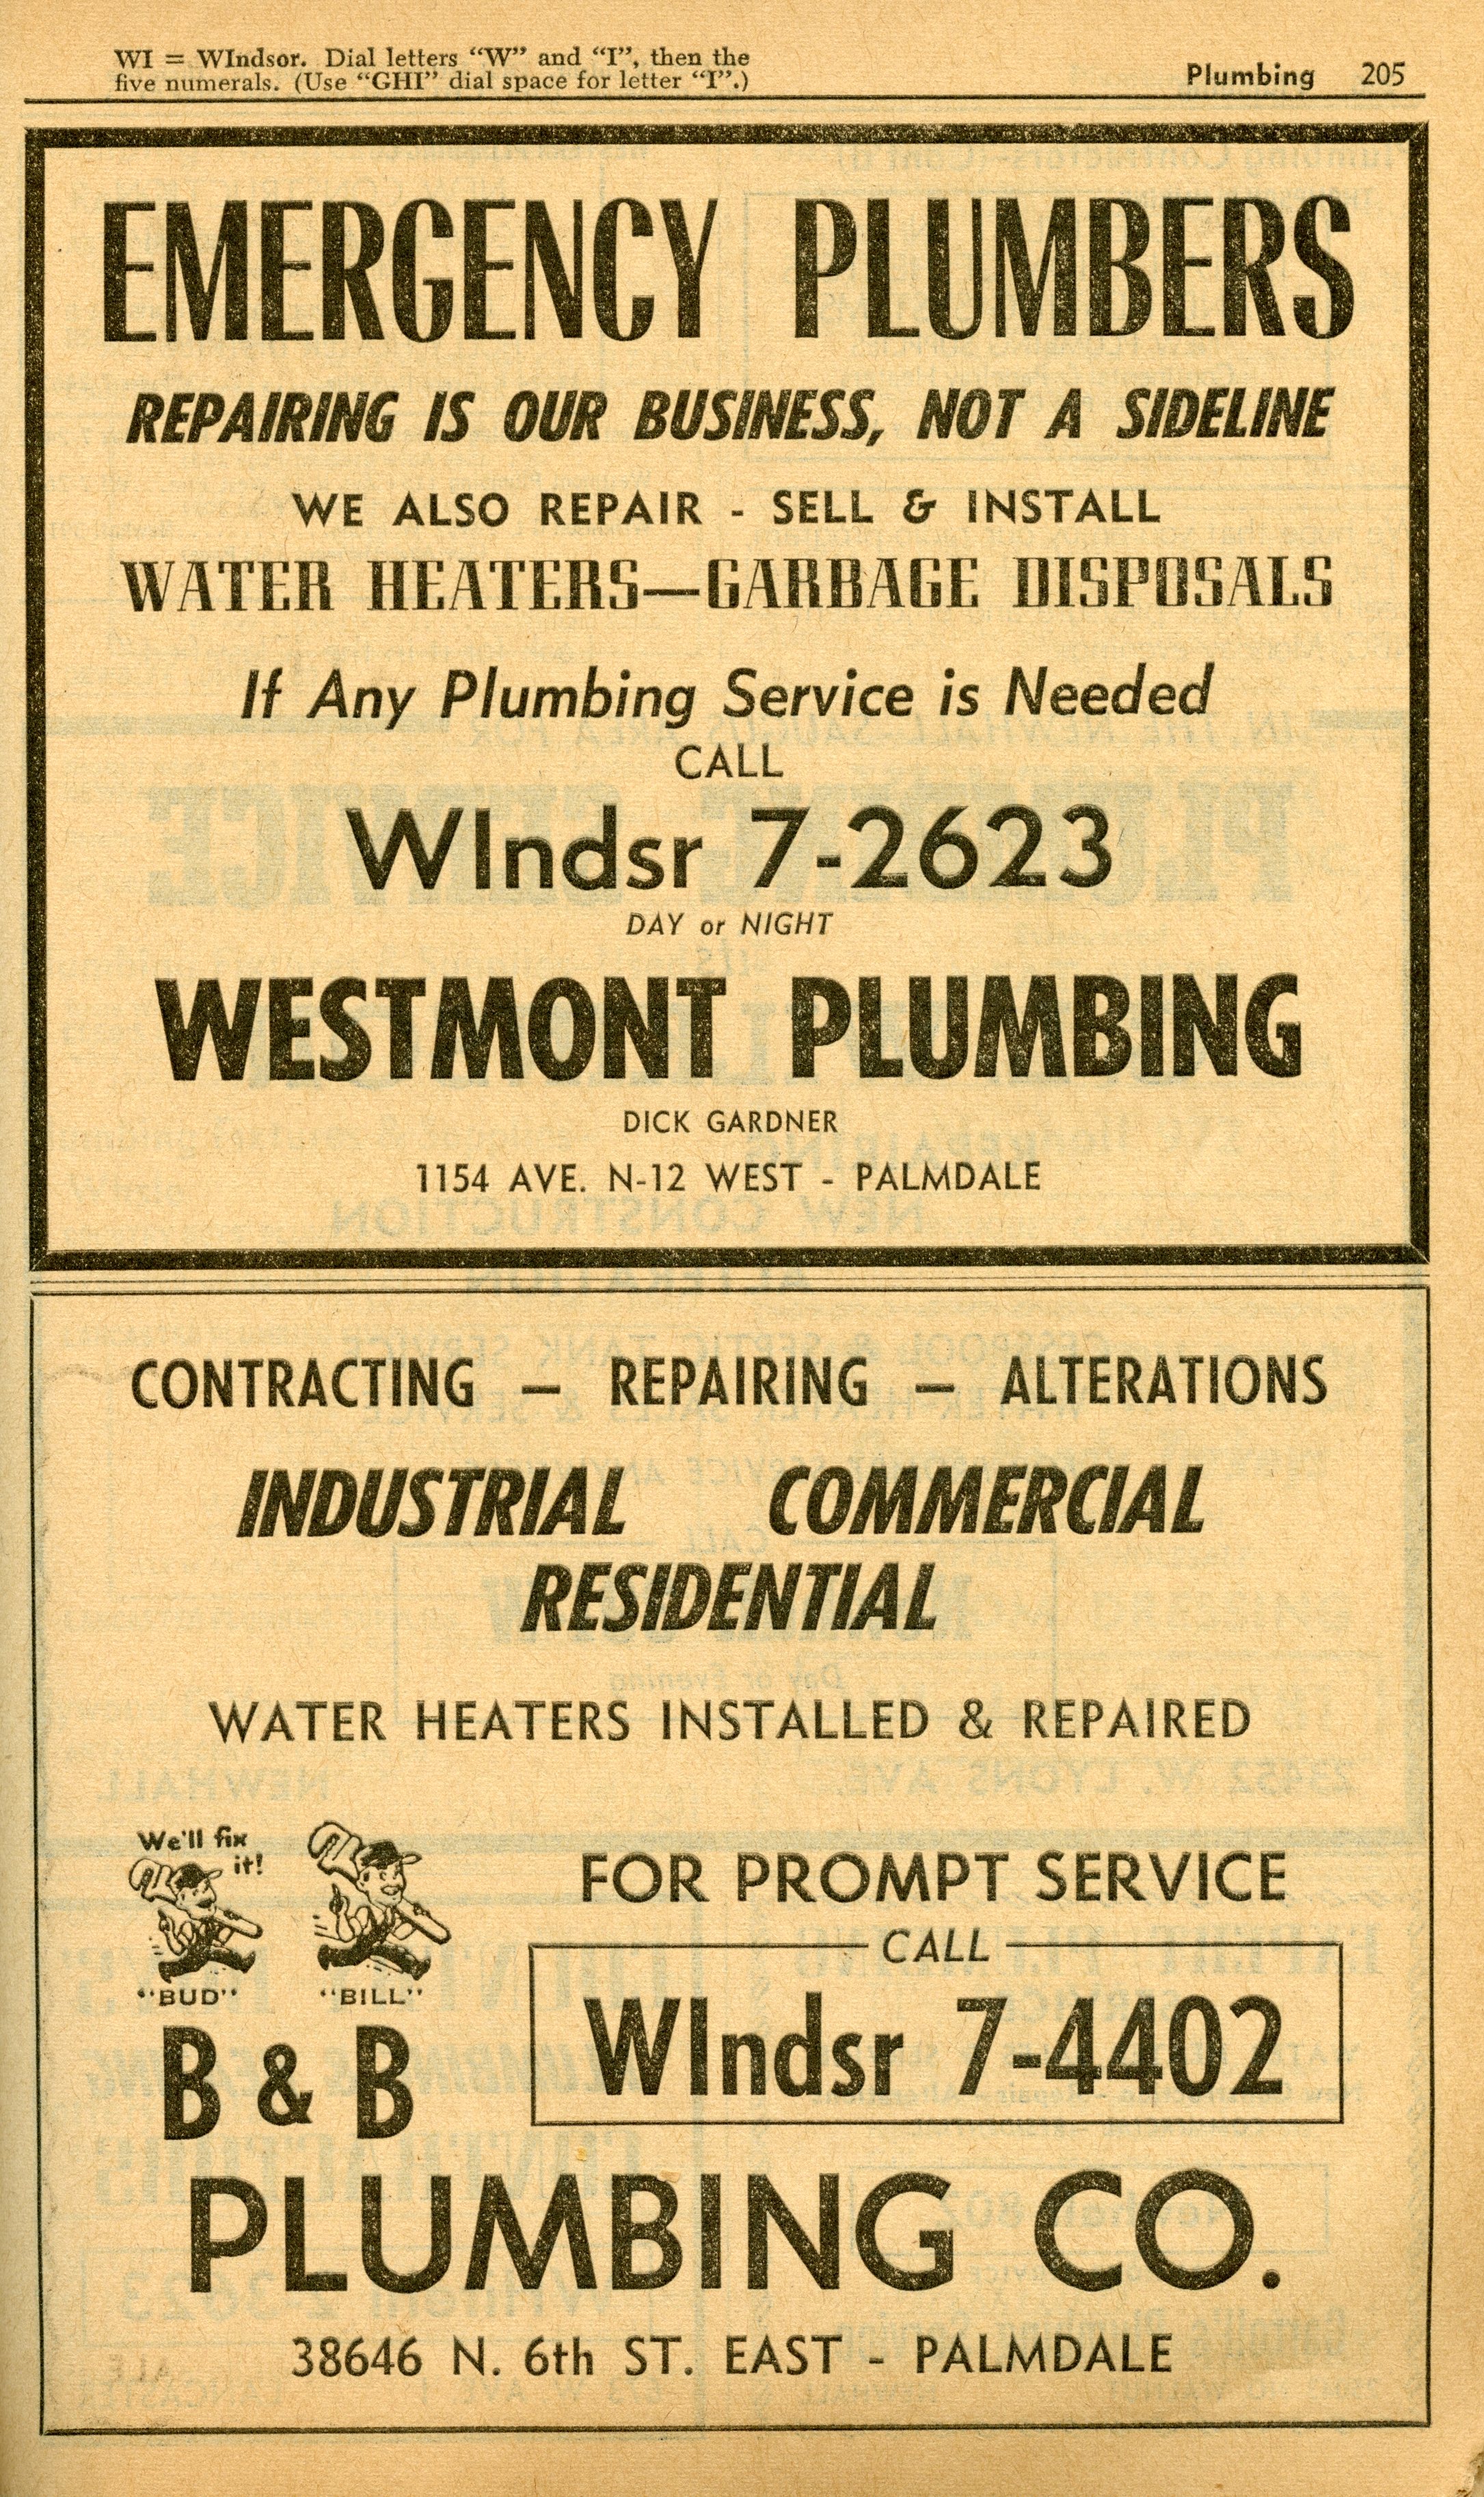 WI = WIndsor. Dial letters “W” and “I”, then the
five numerals. (Use “GHI” dial space for letter “I”.)
Plumbing 205
EMERGENCY PLUMBERS
REPAIRING IS OUR BUSINESS, NOT A SIDELINE
WE ALSO REPAIR - SELL & INSTALL
WATER HEATERS—GARBAGE DISPOSALS
If Any Plumbing Service is Needed
CALL
WIndsr 7-2623
DAY or NIGHT
WESTMONT PLUMBING
DICK GARDNER
1154 AVE. N-12 WEST - PALMDALE
CONTRACTING — REPAIRING — ALTERATIONS
INDUSTRIAL COMMERCIAL
RESIDENTIAL
WATER HEATERS INSTALLED & REPAIRED
We'll fix
it!
"BUD" "BILL"
B & B
FOR PROMPT SERVICE
CALL
WIndsr 7-4402
PLUMBING CO.
38646 N. 6th ST. EAST - PALMDALE